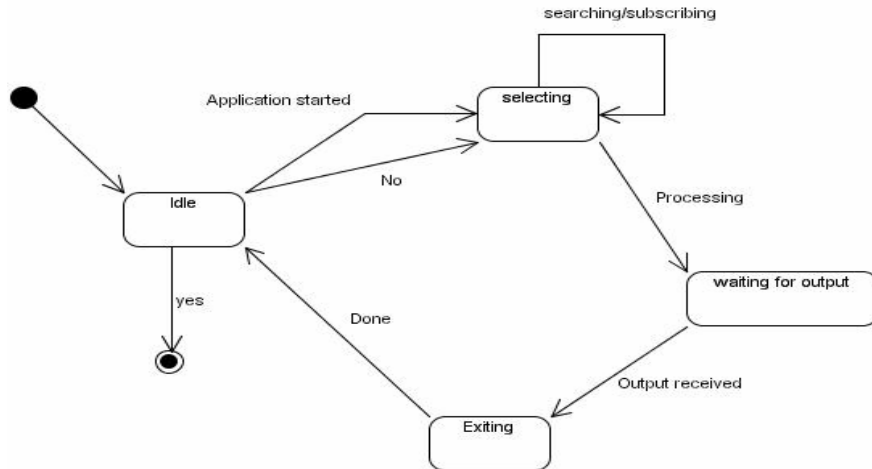 searching/subscribing
selecting
Application started
No
Idle
Processing
yes
waiting for output
Done
Output received
Exiting